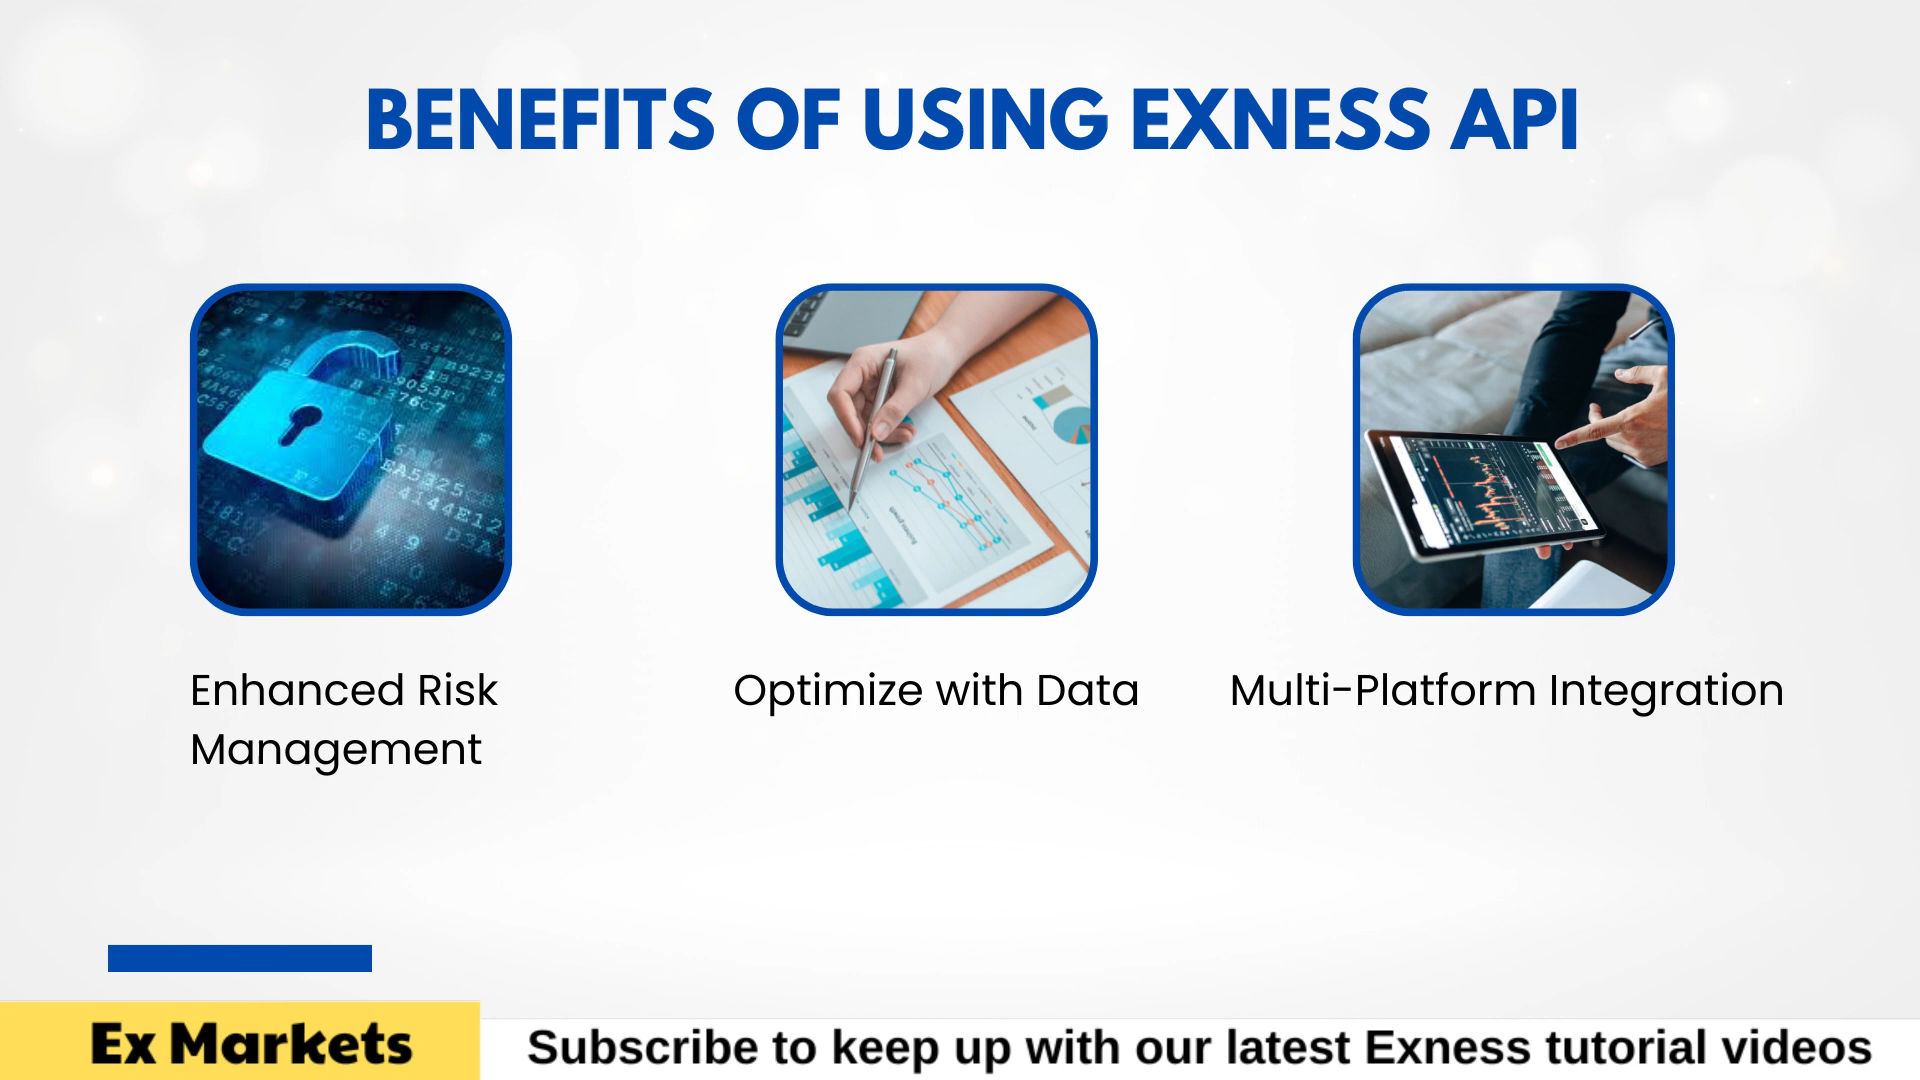 BENEFITS OF USING EXNESS API
Enhanced Risk
Management
Optimize with Data
Multi-Platform Integration
Ex Markets
Subscribe to keep up with our latest Exness tutorial videos